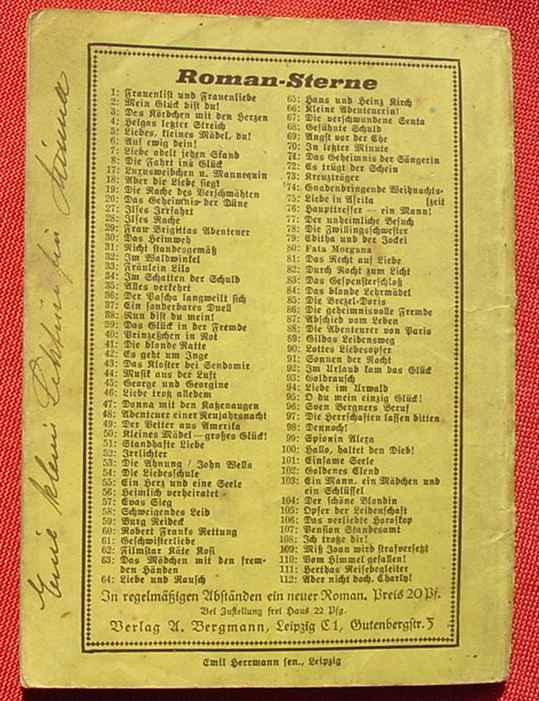 Roman-Sterne
1: Frauenlist und Frauenliebe
2: Mein Glück bist du!
3: Das Körbchen mit den Herzen
4: Helgas letzter Streich
5: Liebes, kleines Mädel, du!
6: Auf ewig dein!
7: Liebe adelt jeden Stand
8: Die Fahrt ins Glück
17: Luxusweibchen u. Mannequin
18: Aber die Liebe siegt
19: Die Rache des Verschmähten
20: Das Geheimnis der Düne
27: Ilses Irrfahrt
28: Ilses Rache
29: Fraw Brigittas Abenteuer
30: Das Heimweh
31: Nicht standesgemäß
32: Im Waldwinkel
33: Fräulein Lilo
34: Im Schatten der Schuld
35: Alles verkehrt
36: Der Pascha langweilt sich
37: Ein sonderbares Duell
38: Nun bist du mein!
39: Das Glück in der Fremde
40: Prinzeßchen in Not
41: Die blonde Ratte
42: Es geht um Inge
43: Das Kloster bei Sendomir
44: Musik aus der Luft
45: George und Georgine
46: Liebe trotz alledem
47: Donna mit den Katzenaugen
48: Abenteuer einer Neujahrsnacht
49: Der Vetter aus Amerika
50: Kleines Mädel—großes Glück!
51: Standhafte Liebe
52: Irrlichter
53: Die Ahnung / John Wells
54: Die Liebesschule
55: Ein Herz und eine Seele
56: Heimlich verheiratet
57: Evas Sieg
58: Schweigendes Leid
59: Burg Reideck
60: Robert Franks Rettung
61: Geschwisterliebe
62: Filmstar Käte Rosi
63: Das Mädchen mit den fremden Händen
64: Liebe und Rausch
65: Hans und Heinz Kirch
66: Kleine Abenteuerin!
67: Die verschwundene Senta
68: Gesühnte Schuld
69: Angst vor der Ehe
70: In letzter Minute
71: Das Geheimnis der Sängerin
72: Es trügt der Schein
73: Kreuzträger
74: Gnadenbringende Weihnachts-
75: Liebe in Afrika [zeit
76: Haupttreffer — ein Mann!
77: Der unheimliche Besuch
78: Die Zwillingsschwester
79: Editha und der Jockei
80: Fata Morgana
81: Das Recht auf Liebe
82: Durch Nacht zum Licht
83: Das Gespensterschloß
84: Das blonde Lehrmädel
85: Die Brezel-Doris
86: Die geheimnisvolle Fremde
87: Abschied vom Leben
88: Die Abenteurer von Paris
89: Gildas Leidensweg
90: Lottes Liebesopfer
91: Sonnen der Nacht
92: Im Urlaub kam das Glück
93: Goldrausch
94: Liebe im Urwald
95: O du mein einzig Glück!
96: Sven Bergners Beruf
97: Die Herrschaften lassen bitten
98: Dennoch!
99: Spionin Alexa
100: Hallo, haltet den Dieb!
101: Einsame Seele
102: Goldenes Elend
103: Ein Mann, ein Mädchen und
ein Schlüssel
104: Der schöne Blondin
105: Opfer der Leidenschaft
106: Das verliebte Horoskop
107: Pension Standesamt
108: Ich trotze dir!
109: Miß Joan wird strafversetzt
110: Vom Himmel gefallen!
111: Herthas Reisebegleiter
112: Aber nicht doch, Charly!
In regelmäßigen Abständen ein neuer Roman. Preis 20 Pf.
Bei Zustellung frei Haus 22 Pfg.
Verlag A. Bergmann, Leipzig C1, Gutenbergstr. 5
Emil Herrmann sen., Leipzig